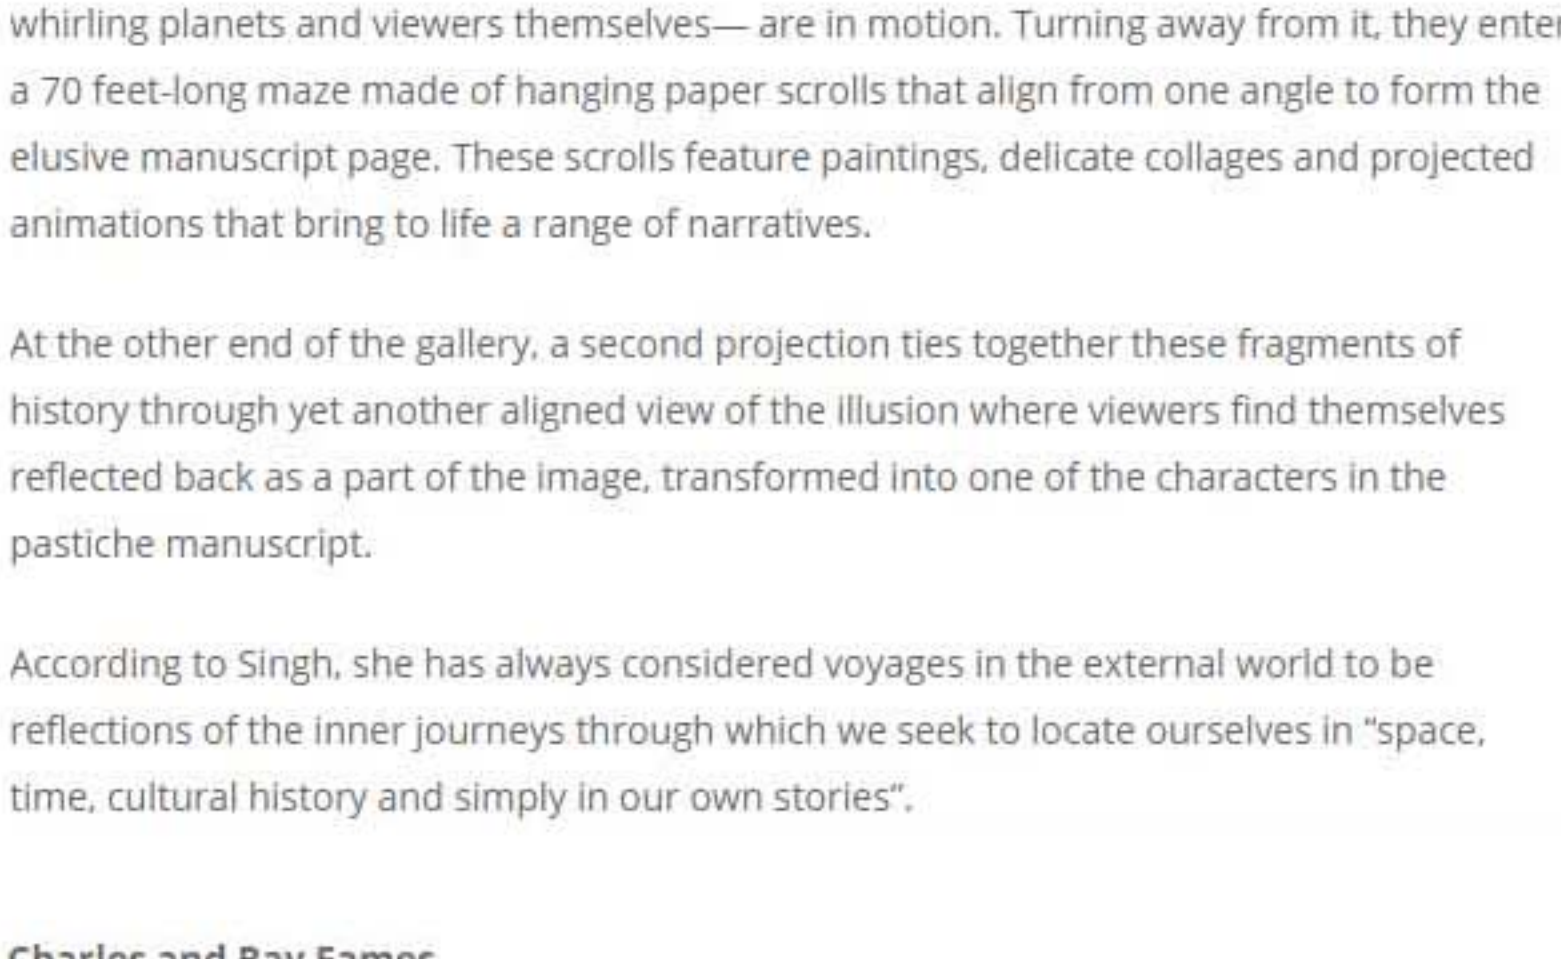 whirling planets and viewers themselves— are in motion. Turning away from it, they enter
a 70 feet-long maze made of hanging paper scrolls that align from one angle to form the
elusive manuscript page. These scrolls feature paintings, delicate collages and projected
animations that bring to life a range of narratives.
At the other end of the gallery, a second projection ties together these fragments of
history through yet another aligned view of the illusion where viewers find themselves
reflected back as a part of the image, transformed into one of the characters in the
pastiche manuscript.
According to Singh, she has always considered voyages in the external world to be
reflections of the inner journeys through which we seek to locate ourselves in “space,
time, cultural history and simply in our own stories”.
Charles and Ray Eames